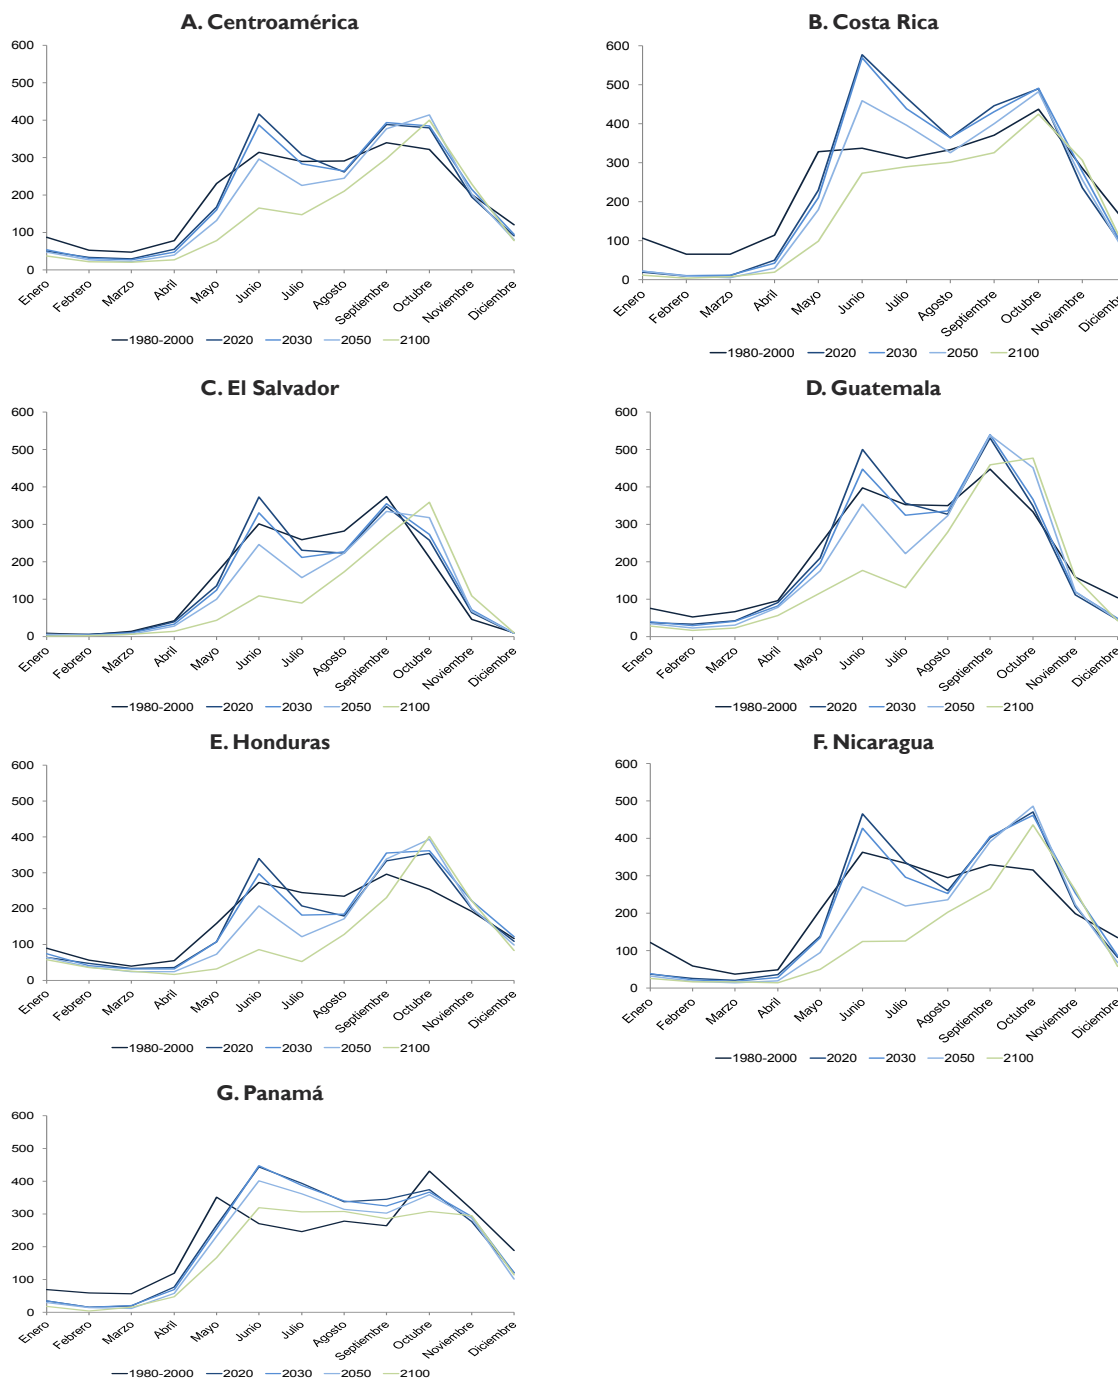 A. Centroamérica
600
500
400
300
200
100
0
Enero Febrero Marzo Abril Mayo Junio Julio Agosto Septiembre Octubre Noviembre Diciembre
1980-2000 2020 2030 2050 2100
B. Costa Rica
600
500
400
300
200
100
0
Enero Febrero Marzo Abril Mayo Junio Julio Agosto Septiembre Octubre Noviembre Diciembre
1980-2000 2020 2030 2050 2100
C. El Salvador
600
500
400
300
200
100
0
Enero Febrero Marzo Abril Mayo Junio Julio Agosto Septiembre Octubre Noviembre Diciembre
1980-2000 2020 2030 2050 2100
D. Guatemala
600
500
400
300
200
100
0
Enero Febrero Marzo Abril Mayo Junio Julio Agosto Septiembre Octubre Noviembre Diciembre
1980-2000 2020 2030 2050 2100
E. Honduras
600
500
400
300
200
100
0
Enero Febrero Marzo Abril Mayo Junio Julio Agosto Septiembre Octubre Noviembre Diciembre
1980-2000 2020 2030 2050 2100
F. Nicaragua
600
500
400
300
200
100
0
Enero Febrero Marzo Abril Mayo Junio Julio Agosto Septiembre Octubre Noviembre Diciembre
1980-2000 2020 2030 2050 2100
G. Panamá
600
500
400
300
200
100
0
Enero Febrero Marzo Abril Mayo Junio Julio Agosto Septiembre Octubre Noviembre Diciembre
1980-2000 2020 2030 2050 2100